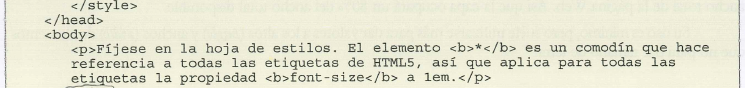 </style>
</head>
<body>
<p>Fíjese en la hoja de estilos. El elemento <b>*</b> es un comodín que hace
referencia a todas las etiquetas de HTML5, así que aplica para todas las
etiquetas la propiedad <b>font-size</b> a 1em.</p>